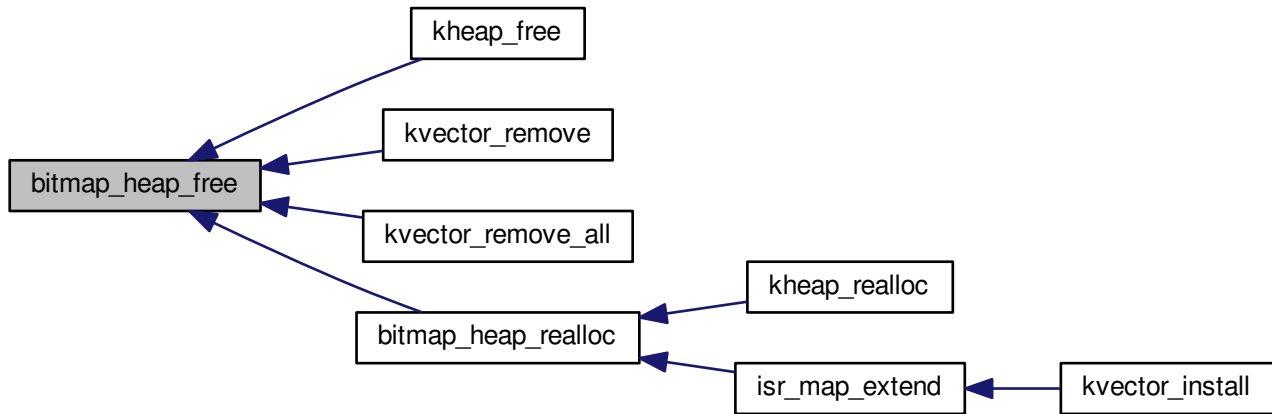 kheap_free
kvector_remove
bitmap_heap_free
kvector_remove_all
kheap_realloc
bitmap_heap_realloc
isr_map_extend
kvector_install